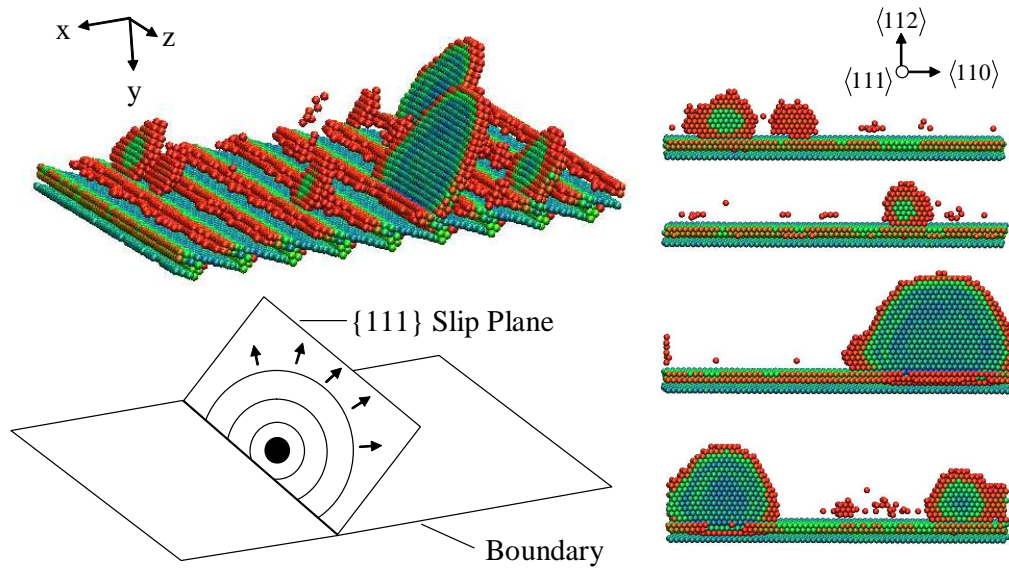 x
z
y
⟨112⟩
⟨111⟩
⟨110⟩
{111} Slip Plane
Boundary